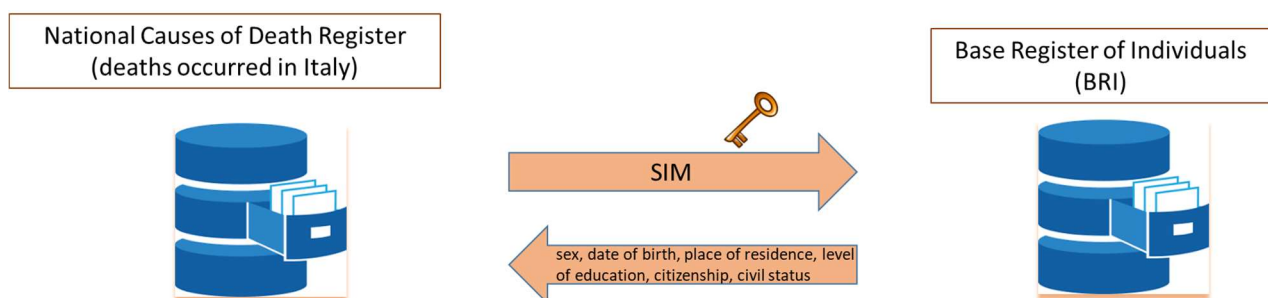 National Causes of Death Register
(deaths occurred in Italy)
Base Register of Individuals
(BRI)
SIM
sex, date of birth, place of residence, level
of education, citizenship, civil status